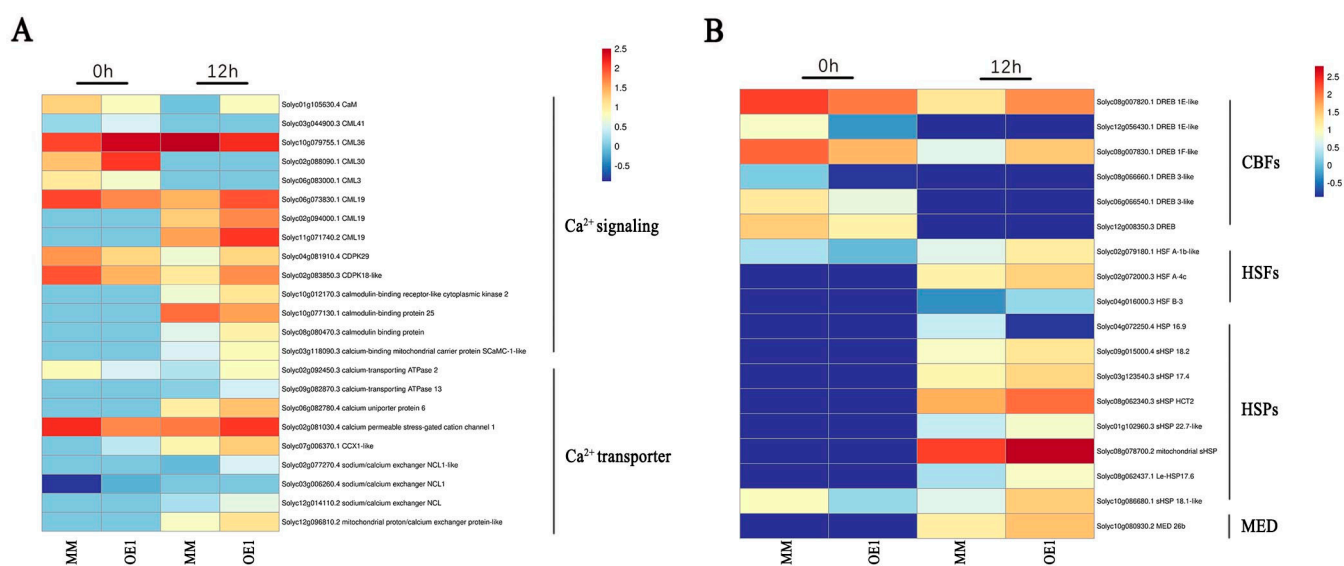 A
0h
12h
2.5
2
1.5
1
0.5
0
-0.5
Solyc01g105630.4 CaM
Solyc03g044900.3 CML41
Solyc10g079755.1 CML36
Solyc02g088090.1 CML30
Solyc06g083000.1 CML3
Solyc06g073830.1 CML19
Solyc02g094000.1 CML19
Solyc11g071740.2 CML19
Solyc04g081910.4 CDPK29
Solyc02g083850.3 CDPK18-like
Solyc10g012170.3 calmodulin-binding receptor-like cytoplasmic kinase 2
Solyc10g077130.1 calmodulin-binding protein 25
Solyc08g080470.3 calmodulin binding protein
Solyc03g118090.3 calcium-binding mitochondrial carrier protein SCaMC-1-like
Solyc02g092450.3 calcium-transporting ATPase 2
Solyc09g082870.3 calcium-transporting ATPase 13
Solyc06g082780.4 calcium uniporter protein 6
Solyc02g081030.4 calcium permeable stress-gated cation channel 1
Solyc07g006370.1 CCX1-like
Solyc02g077270.4 sodium/calcium exchanger NCL1-like
Solyc03g006260.4 sodium/calcium exchanger NCL1
Solyc12g014110.2 sodium/calcium exchanger NCL
Solyc12g096810.2 mitochondrial proton/calcium exchanger protein-like
Ca²⁺ signaling
Ca²⁺ transporter
MM
OE1
MM
OE1
B
0h
12h
2.5
2
1.5
1
0.5
0
-0.5
Solyc08g007820.1 DREB 1E-like
Solyc12g056430.1 DREB 1E-like
Solyc08g007830.1 DREB 1F-like
Solyc08g066660.1 DREB 3-like
Solyc06g066540.1 DREB 3-like
Solyc12g008350.3 DREB
Solyc02g079180.1 HSF A-1b-like
Solyc02g072000.3 HSF A-4c
Solyc04g016000.3 HSF B-3
Solyc04g072250.4 HSP 16.9
Solyc09g015000.4 sHSP 18.2
Solyc03g123540.3 sHSP 17.4
Solyc08g062340.3 sHSP HCT2
Solyc01g102960.3 sHSP 22.7-like
Solyc08g078700.2 mitochondrial sHSP
Solyc08g062437.1 Le-HSP17.6
Solyc10g086680.1 sHSP 18.1-like
Solyc10g080930.2 MED 26b
CBFs
HSFs
HSPs
MED
MM
OE1
MM
OE1